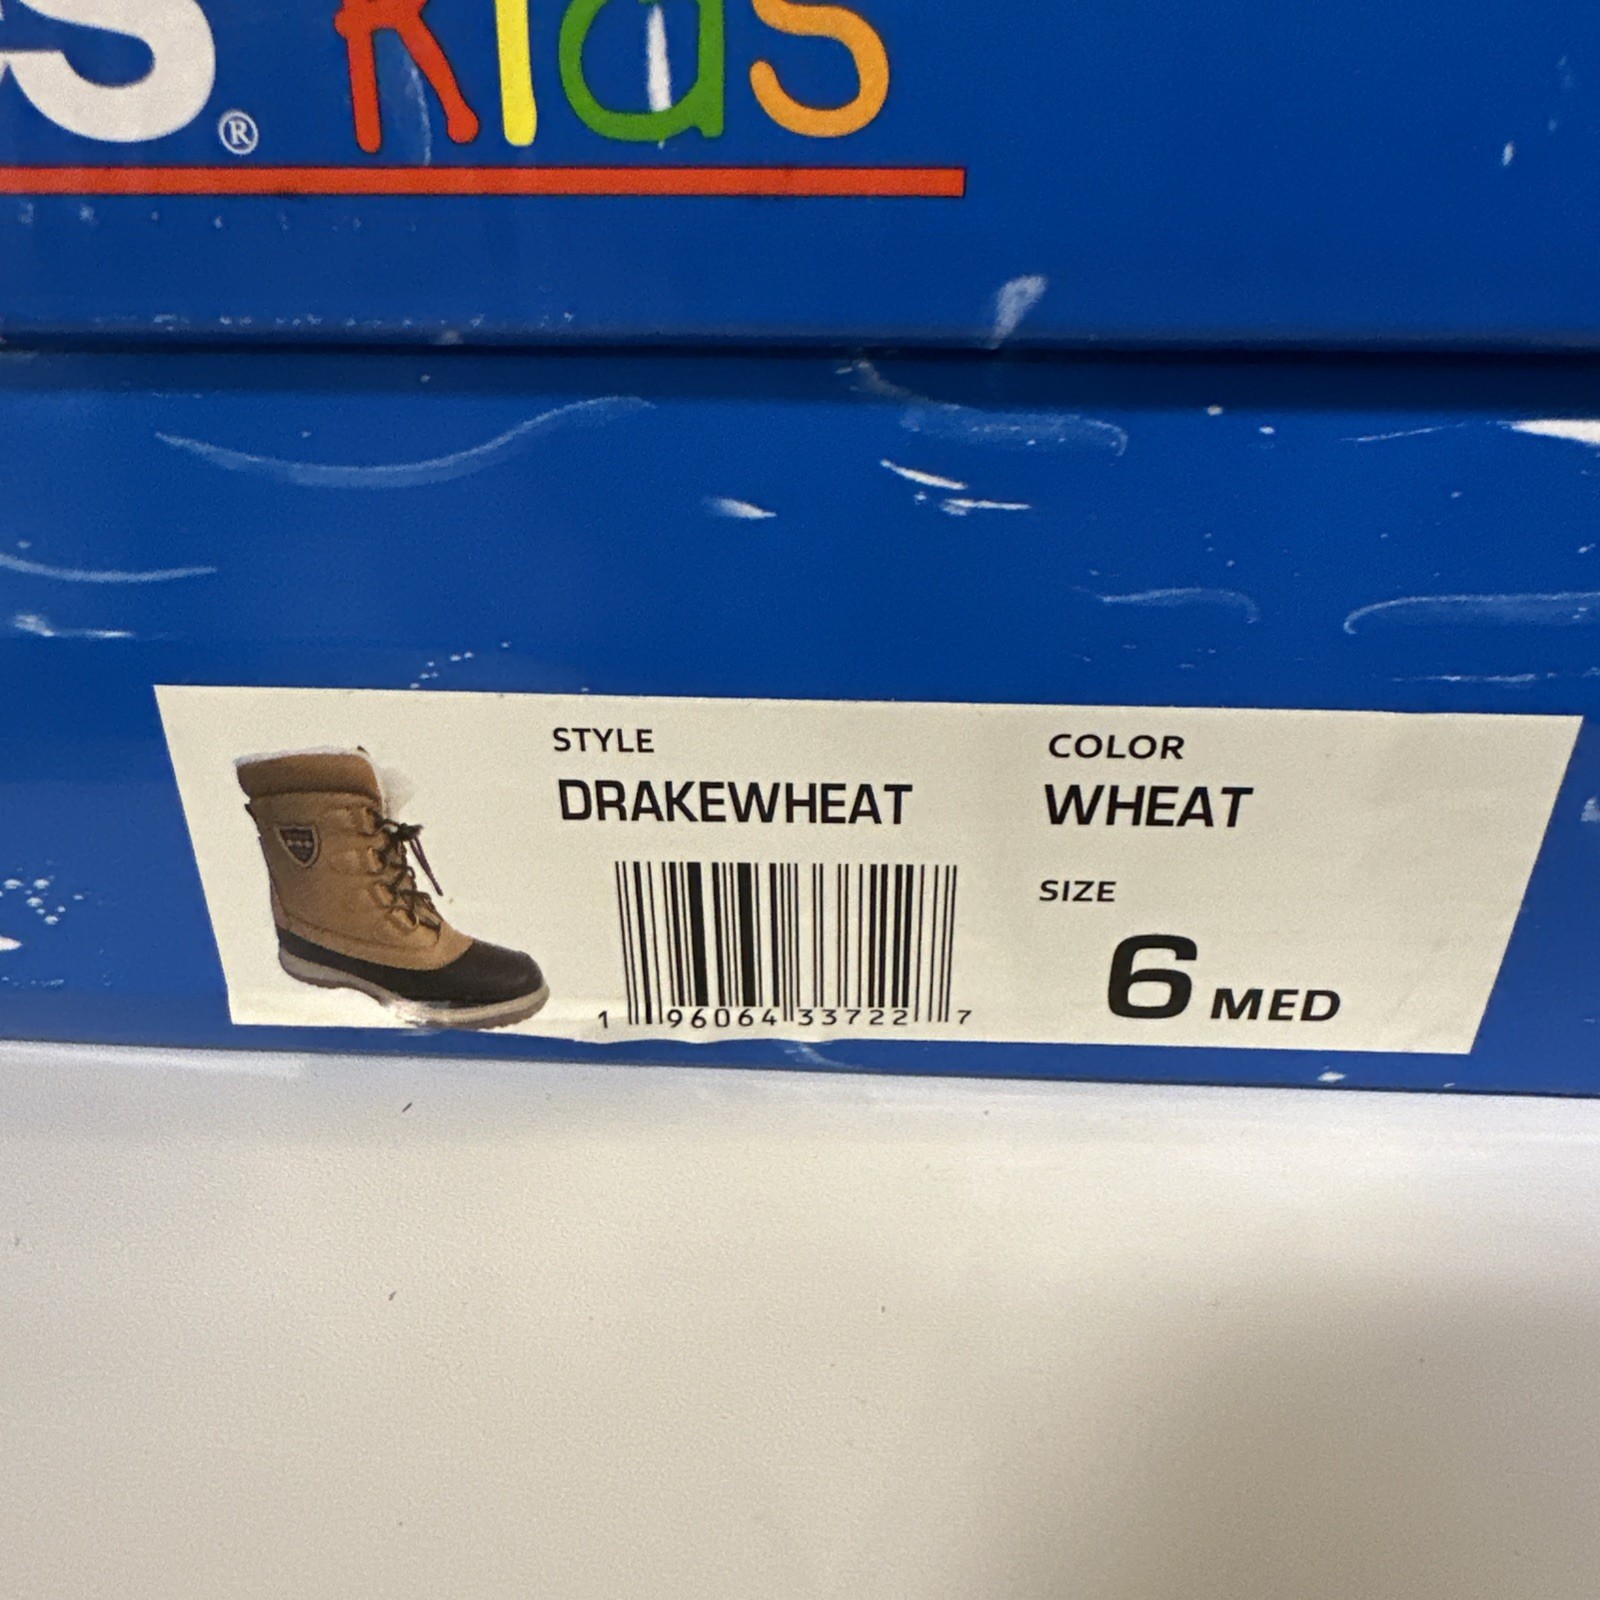 s® kids
STYLE
DRAKEWHEAT
1 96064 33722 7
COLOR
WHEAT
SIZE
6 MED